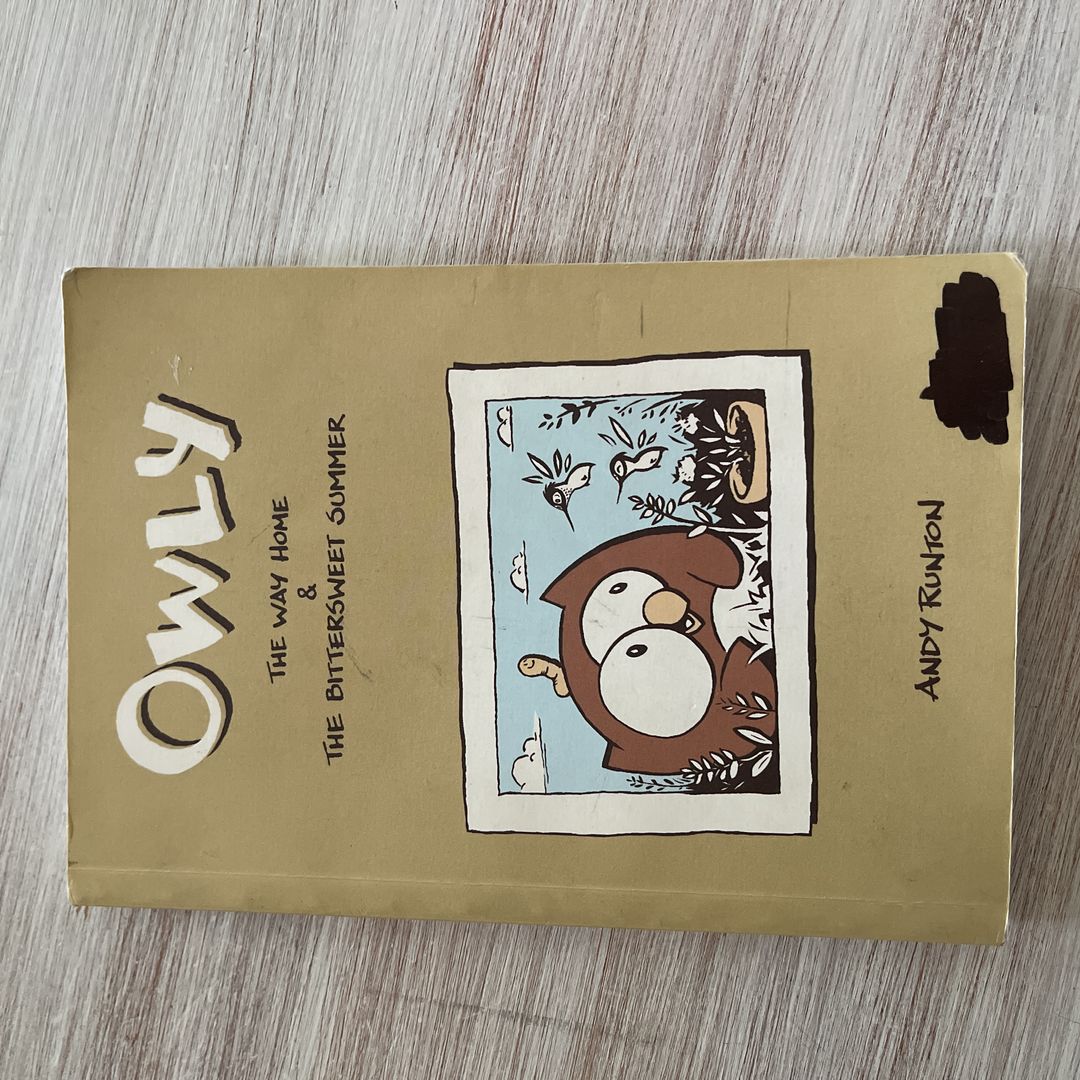 OWLY
THE WAY HOME
&
THE BITTERSWEET SUMMER
ANDY RUNTON